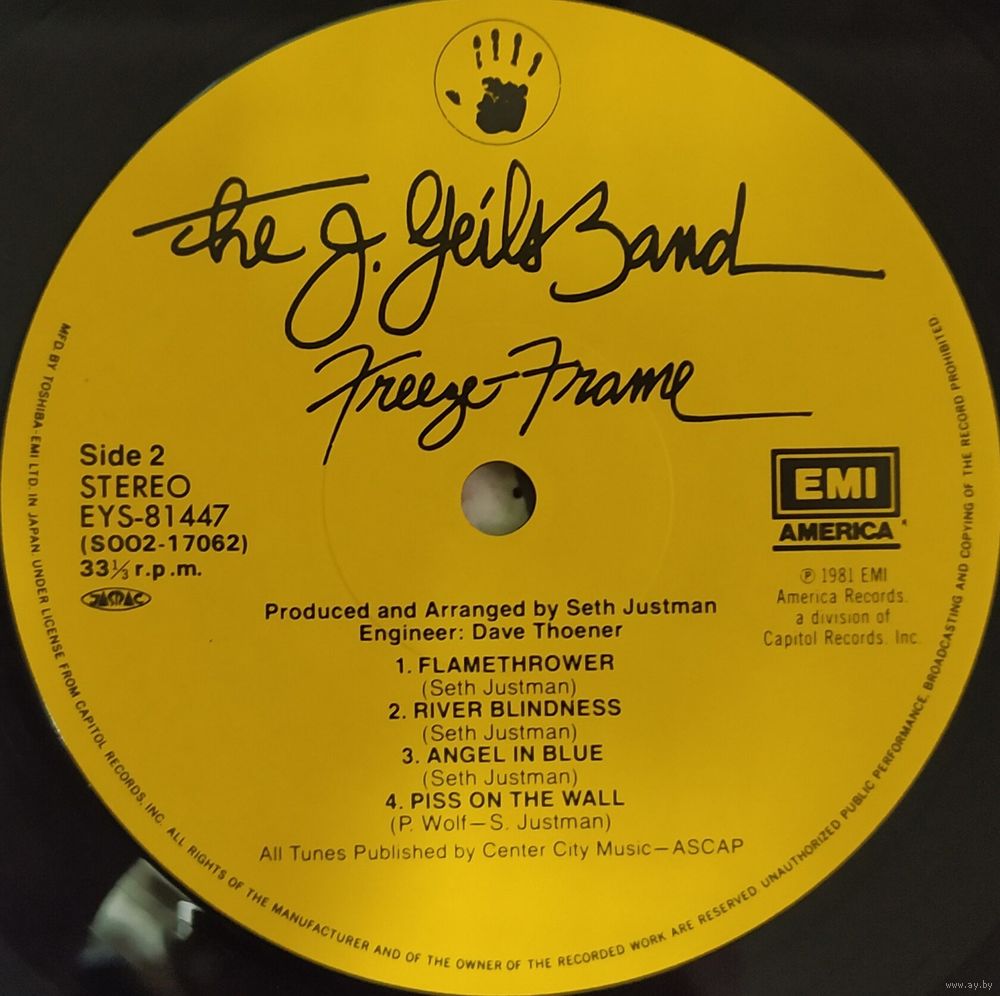 The J. Geils Band
Freeze-Frame
Side 2
STEREO
EYS-81447
(SOO2-17062)
33⅓ r.p.m.
JASRAC
EMI
AMERICA
Ⓟ 1981 EMI
America Records.
a division of
Capitol Records. Inc.
Produced and Arranged by Seth Justman
Engineer: Dave Thoener
1. FLAMETHROWER
(Seth Justman)
2. RIVER BLINDNESS
(Seth Justman)
3. ANGEL IN BLUE
(Seth Justman)
4. PISS ON THE WALL
(P. Wolf—S. Justman)
All Tunes Published by Center City Music—ASCAP
MFD. BY TOSHIBA-EMI LTD. IN JAPAN. UNDER LICENSE FROM CAPITOL RECORDS, INC. ALL RIGHTS OF THE MANUFACTURER AND OF THE OWNER OF THE RECORDED WORK ARE RESERVED UNAUTHORIZED PUBLIC PERFORMANCE. BROADCASTING AND COPYING OF THE RECORD PROHIBITED
www.ay.by